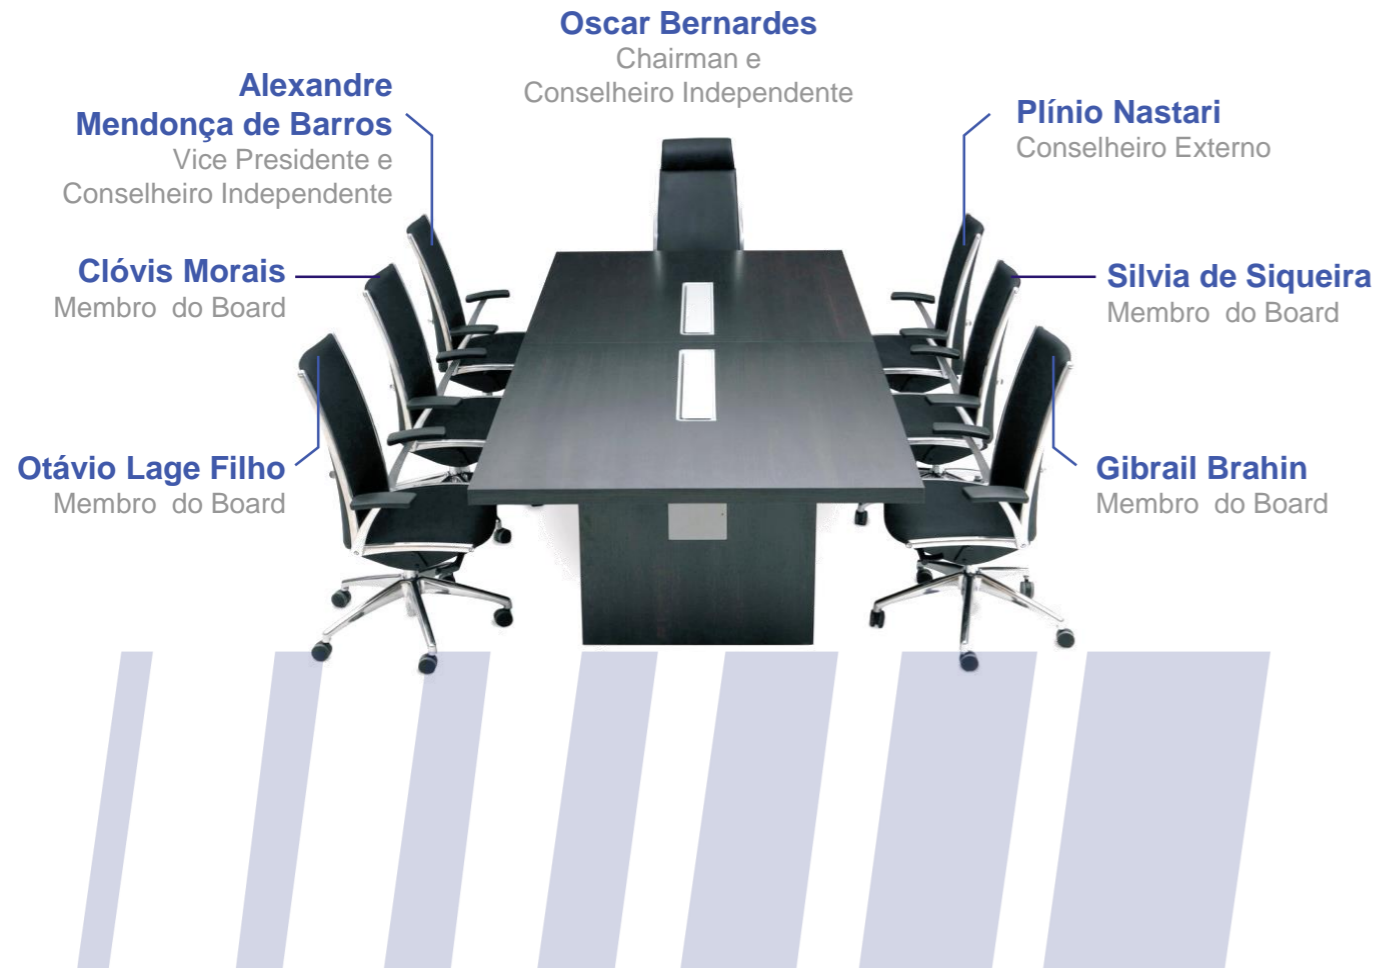 Oscar Bernardes
Chairman e
Conselheiro Independente
Alexandre
Mendonça de Barros
Vice Presidente e
Conselheiro Independente
Plínio Nastari
Conselheiro Externo
Clóvis Morais
Membro  do Board
Silvia de Siqueira
Membro  do Board
Otávio Lage Filho
Membro  do Board
Gibrail Brahin
Membro  do Board